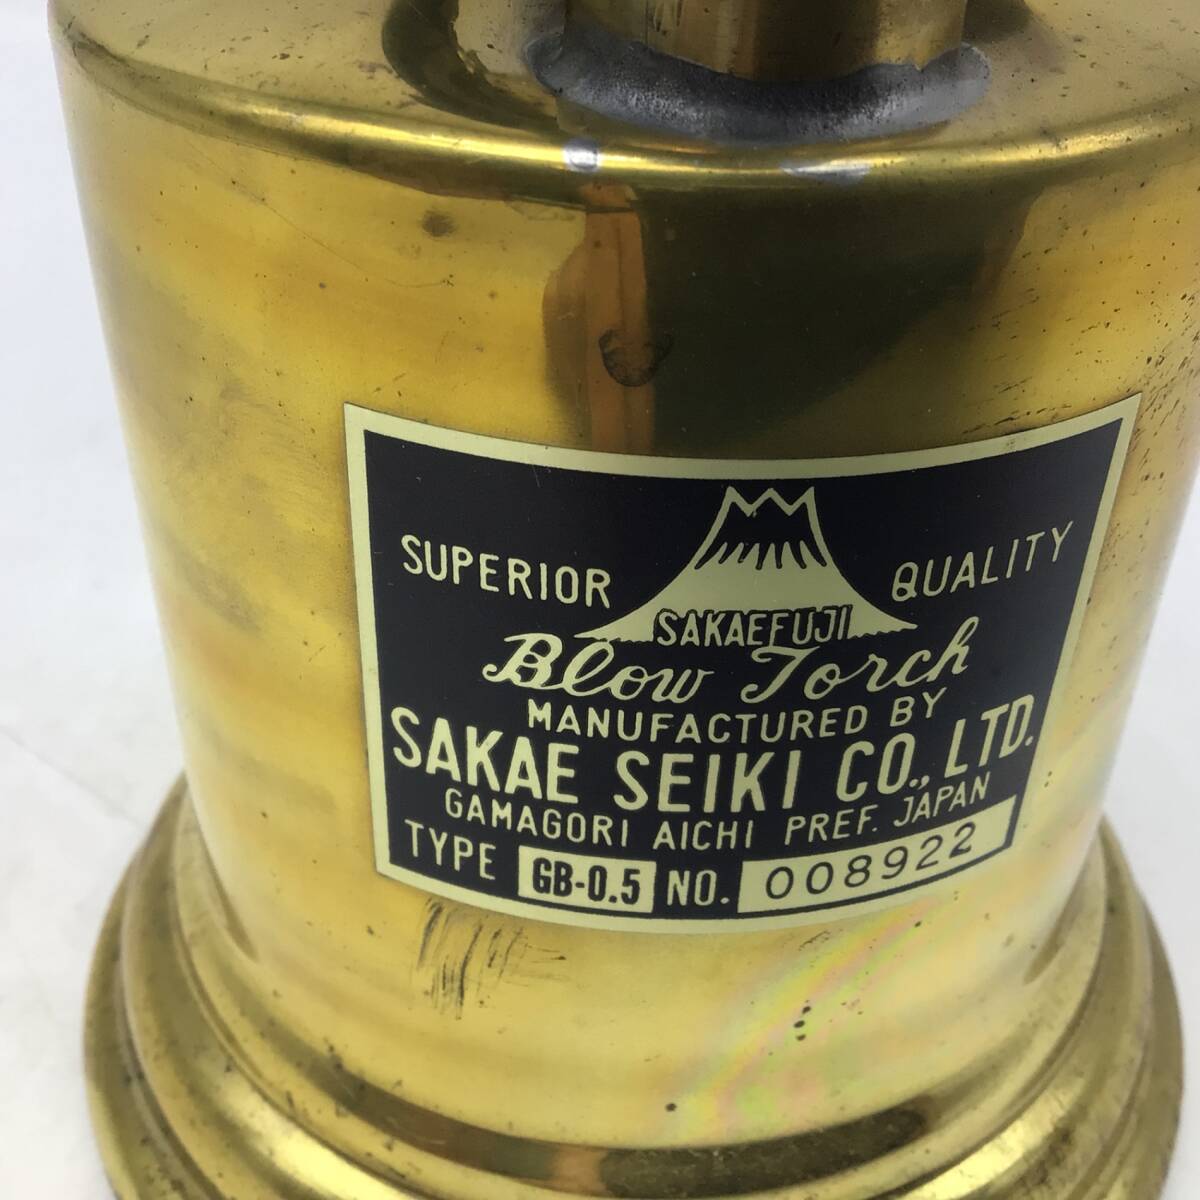 SUPERIOR QUALITY
SAKAEFUJI
Blow Torch
MANUFACTURED BY
SAKAE SEIKI CO., LTD.
GAMAGORI AICHI PREF. JAPAN
TYPE GB-0.5 NO. 008922